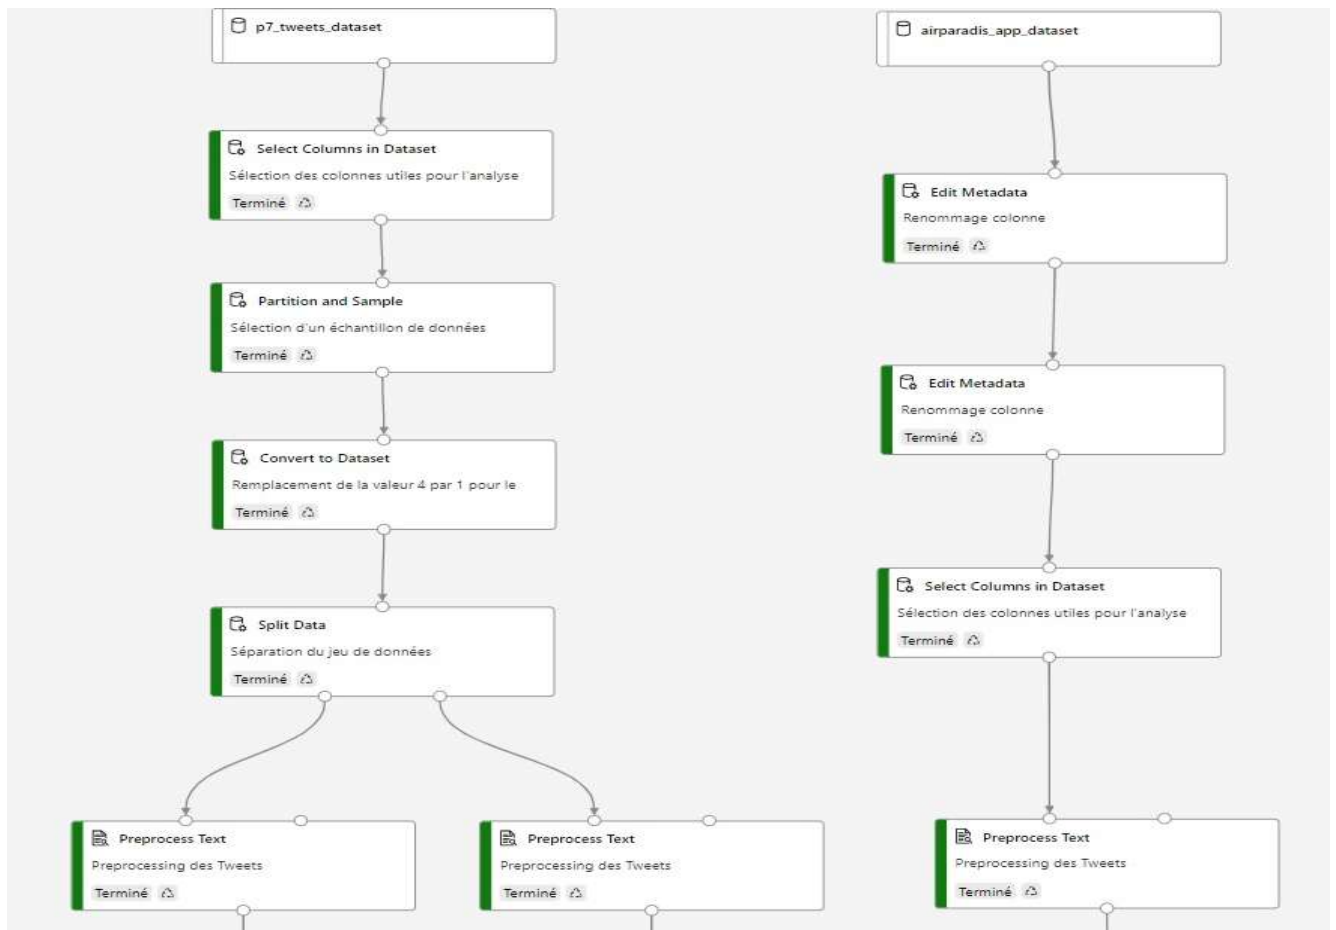 p7_tweets_dataset
Select Columns in Dataset
Sélection des colonnes utiles pour l'analyse
Terminé
Partition and Sample
Sélection d'un échantillon de données
Terminé
Convert to Dataset
Remplacement de la valeur 4 par 1 pour le
Terminé
Split Data
Séparation du jeu de données
Terminé
Preprocess Text
Preprocessing des Tweets
Terminé
Preprocess Text
Preprocessing des Tweets
Terminé
airparadis_app_dataset
Edit Metadata
Renommage colonne
Terminé
Edit Metadata
Renommage colonne
Terminé
Select Columns in Dataset
Sélection des colonnes utiles pour l'analyse
Terminé
Preprocess Text
Preprocessing des Tweets
Terminé